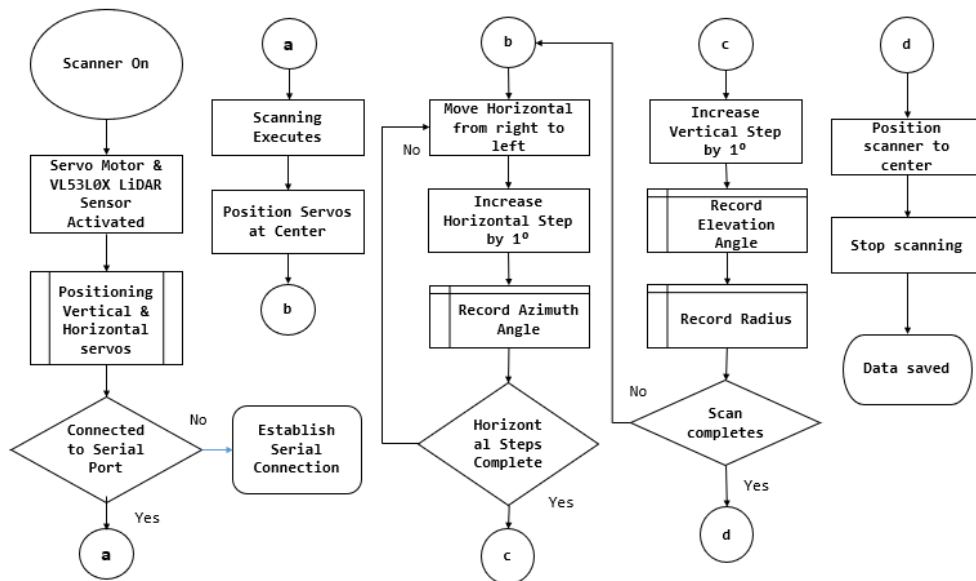 Scanner On
Servo Motor &
VL53L0X LiDAR
Sensor
Activated
Positioning
Vertical &
Horizontal
servos
Connected
to Serial
Port
No
Establish
Serial
Connection
Yes
a
a
Scanning
Executes
Position Servos
at Center
b
b
Move Horizontal
from right to
left
No
Increase
Horizontal Step
by 1º
Record Azimuth
Angle
Horizont
al Steps
Complete
Yes
c
c
Increase
Vertical Step
by 1º
Record
Elevation
Angle
Record Radius
No
Scan
completes
Yes
d
d
Position
scanner to
center
Stop scanning
Data saved